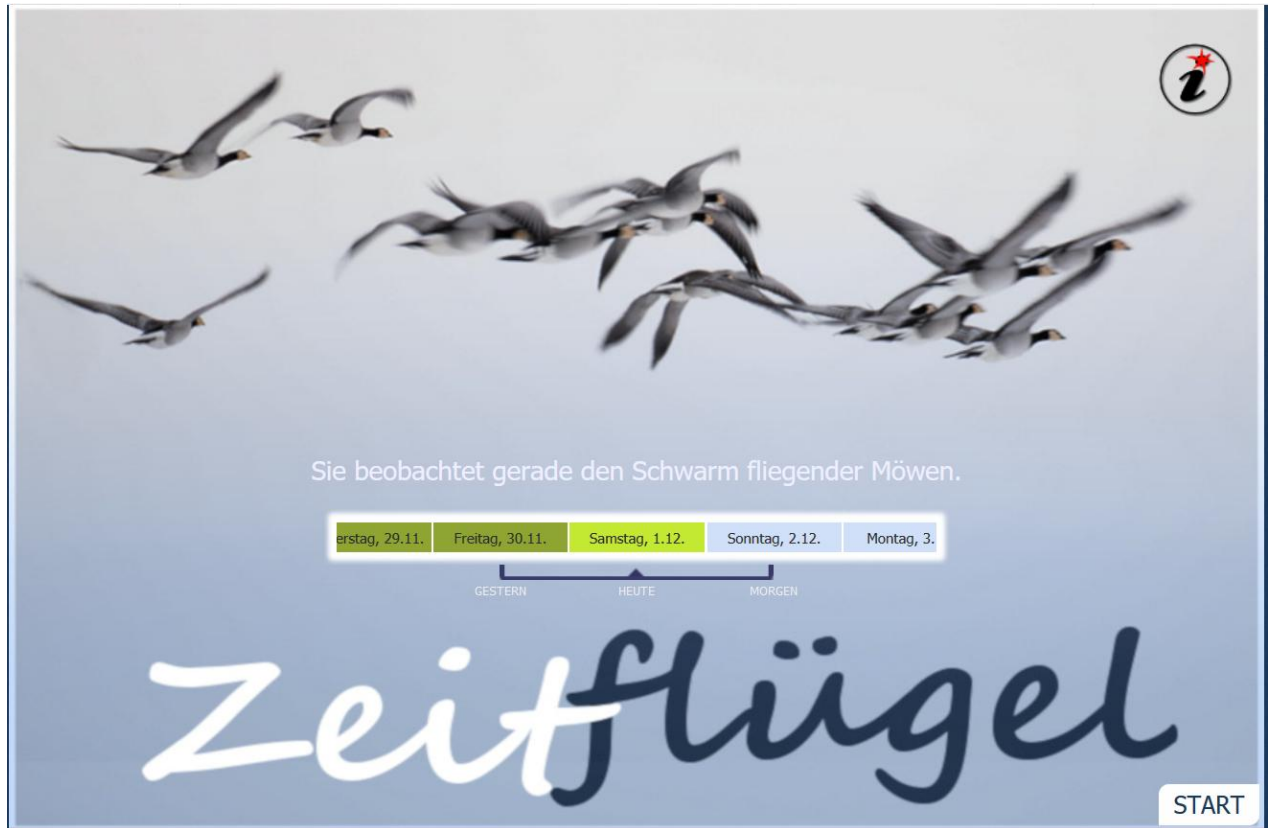 i
Sie beobachtet gerade den Schwarm fliegender Möwen.
erstag, 29.11. Freitag, 30.11. Samstag, 1.12. Sonntag, 2.12. Montag, 3.
GESTERN HEUTE MORGEN
Zeitflügel
START